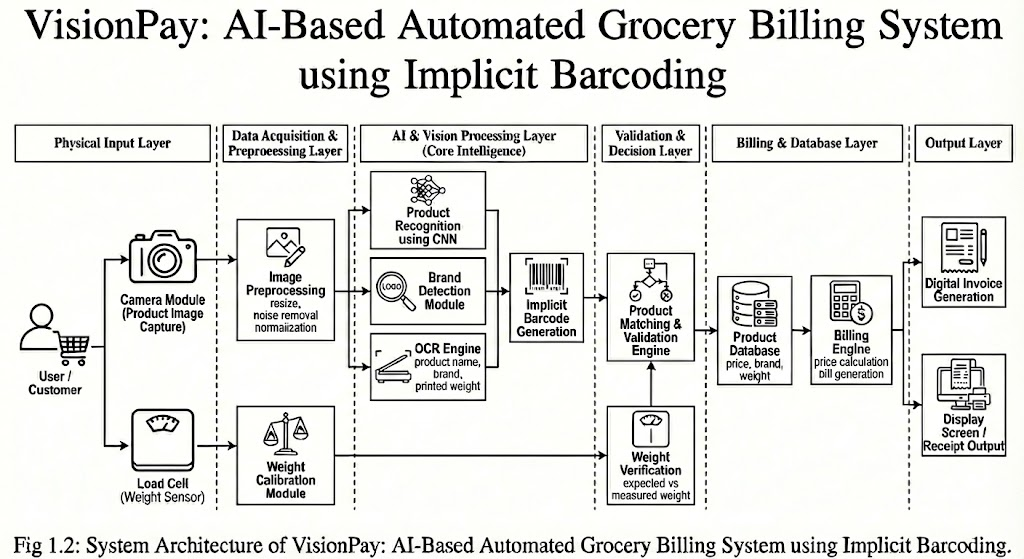 VisionPay: AI-Based Automated Grocery Billing System
using Implicit Barcoding
Physical Input Layer
Data Acquisition &
Preprocessing Layer
AI & Vision Processing Layer
(Core Intelligence)
Validation &
Decision Layer
Billing & Database Layer
Output Layer
User /
Customer
Camera Module
(Product Image
Capture)
Load Cell
(Weight Sensor)
Image
Preprocessing
resize,
noise removal
normaiization
Weight
Calibration
Module
Product
Recognition
using CNN
LOGO
Brand
Detection
Module
OCR Engine
product name,
brand,
printed weight
Implicit
Barcode
Generation
Product
Matching &
Validation
Engine
Weight
Verification
expected vs
measured weight
Product
Database
price, brand,
weight
Billing
Engine
price calculation
bill generation
Digital Invoice
Generation
Display
Screen /
Receipt Output
Fig 1.2: System Architecture of VisionPay: AI-Based Automated Grocery Billing System using Implicit Barcoding.